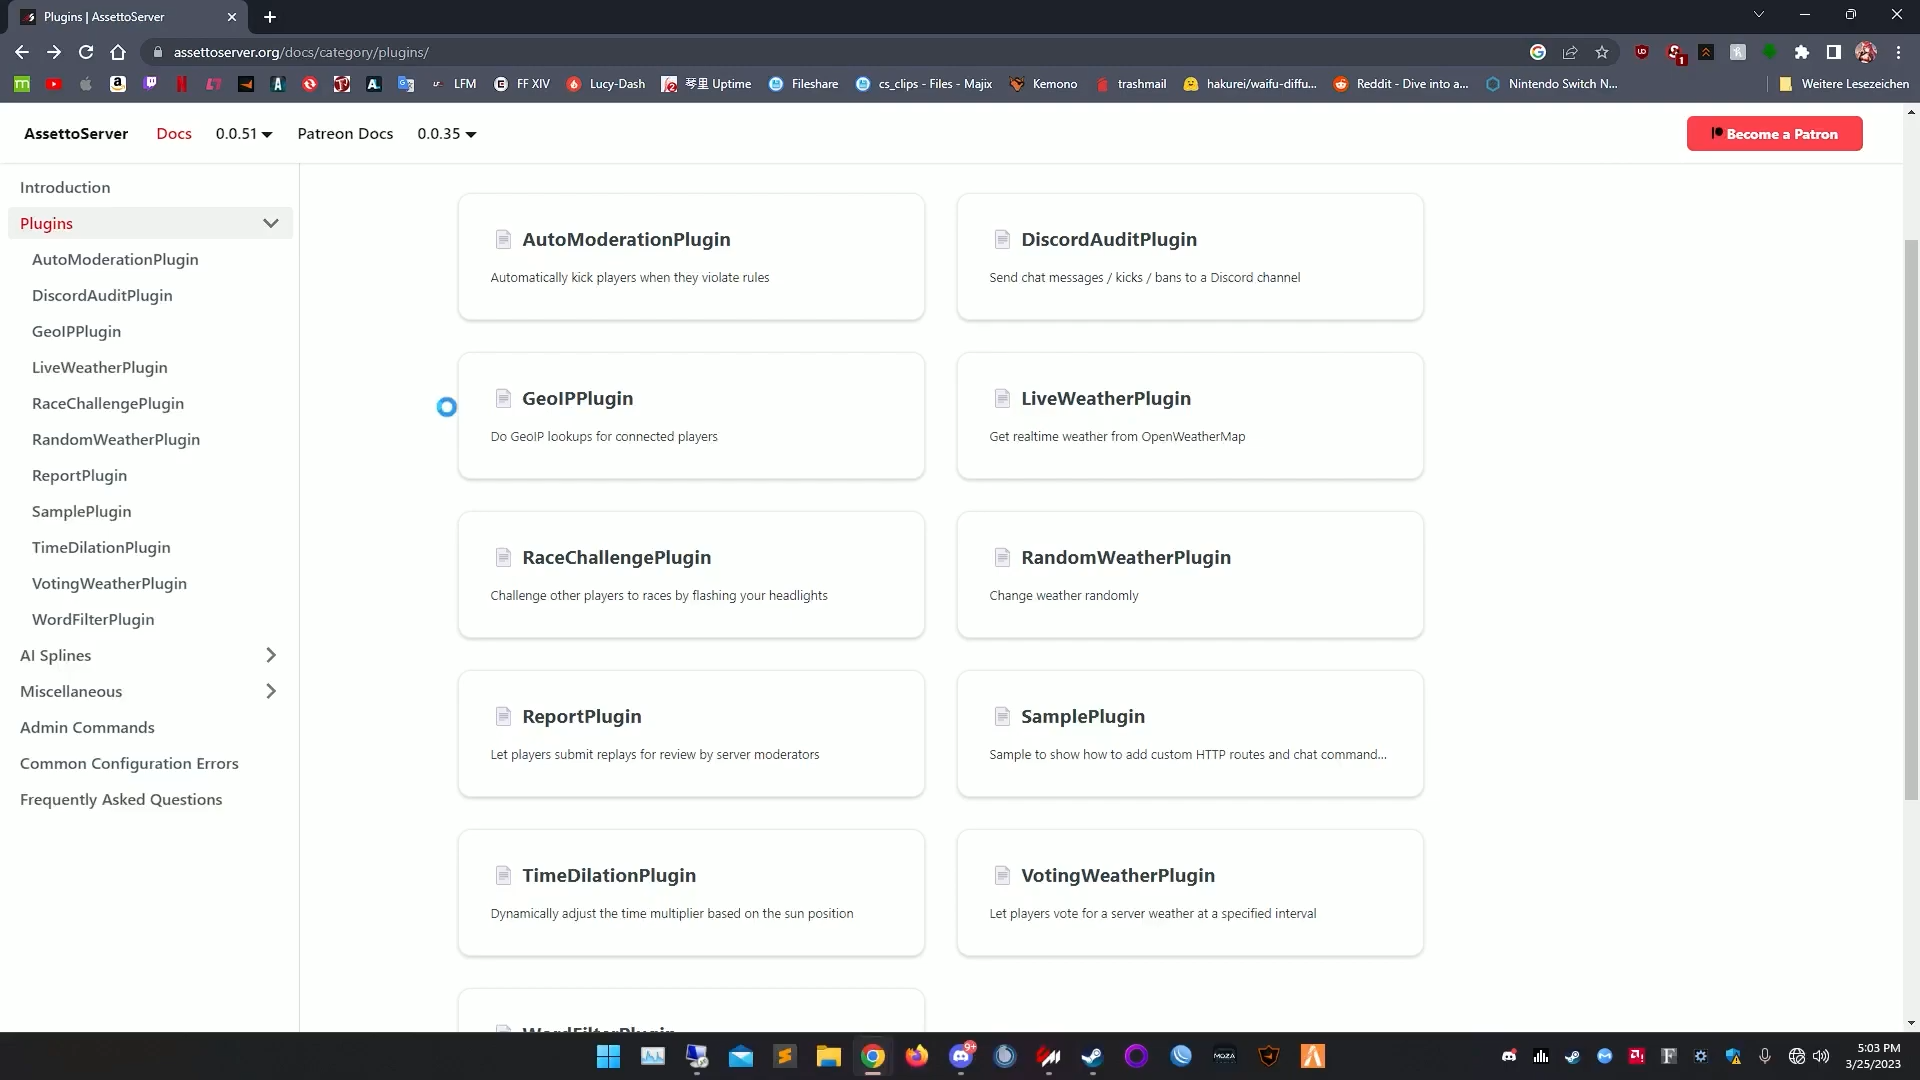 Plugins | AssettoServer
assettoserver.org/docs/category/plugins/
LFM
FF XIV
Lucy-Dash
琴里 Uptime
Fileshare
cs_clips - Files - Majix
Kemono
trashmail
hakurei/waifu-diffu...
Reddit - Dive into a...
Nintendo Switch N...
Weitere Lesezeichen
AssettoServer
Docs
0.0.51
Patreon Docs
0.0.35
Become a Patron
Introduction
Plugins
AutoModerationPlugin
DiscordAuditPlugin
GeoIPPlugin
LiveWeatherPlugin
RaceChallengePlugin
RandomWeatherPlugin
ReportPlugin
SamplePlugin
TimeDilationPlugin
VotingWeatherPlugin
WordFilterPlugin
AI Splines
Miscellaneous
Admin Commands
Common Configuration Errors
Frequently Asked Questions
AutoModerationPlugin
Automatically kick players when they violate rules
DiscordAuditPlugin
Send chat messages / kicks / bans to a Discord channel
GeoIPPlugin
Do GeoIP lookups for connected players
LiveWeatherPlugin
Get realtime weather from OpenWeatherMap
RaceChallengePlugin
Challenge other players to races by flashing your headlights
RandomWeatherPlugin
Change weather randomly
ReportPlugin
Let players submit replays for review by server moderators
SamplePlugin
Sample to show how to add custom HTTP routes and chat command...
TimeDilationPlugin
Dynamically adjust the time multiplier based on the sun position
VotingWeatherPlugin
Let players vote for a server weather at a specified interval
WordFilterPlugin
9+
MOZA
5:03 PM
3/25/2023